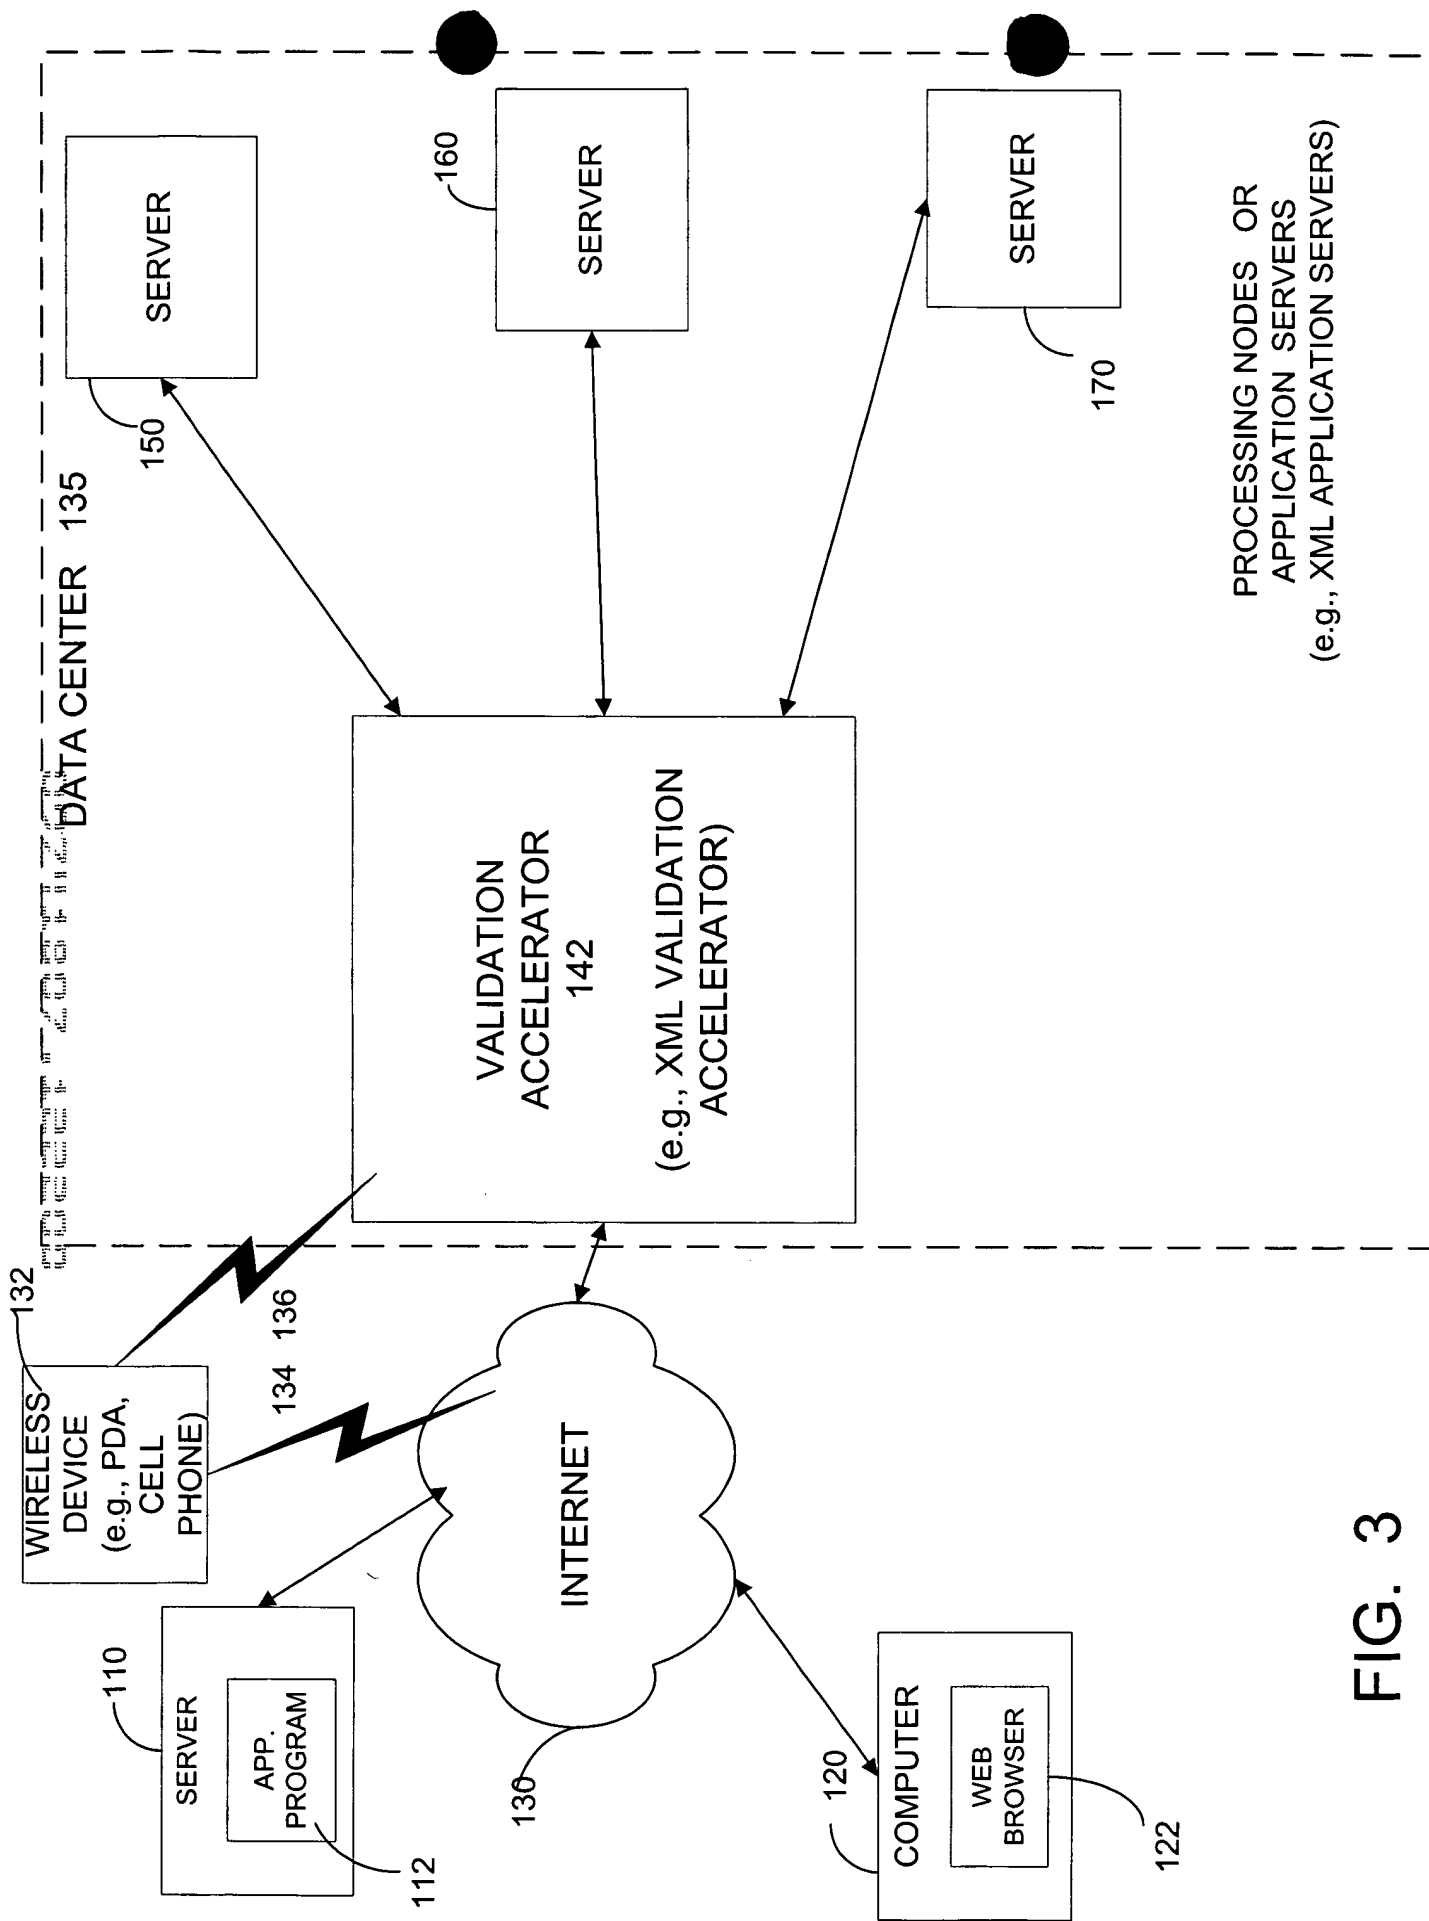 DATA CENTER 135
132
WIRELESS
DEVICE
(e.g., PDA,
CELL
PHONE)
134 136
110
SERVER
APP.
PROGRAM
112
INTERNET
130
120
COMPUTER
WEB
BROWSER
122
VALIDATION
ACCELERATOR
142
(e.g., XML VALIDATION
ACCELERATOR)
150
SERVER
160
SERVER
170
SERVER
PROCESSING NODES OR
APPLICATION SERVERS
(e.g., XML APPLICATION SERVERS)
FIG. 3